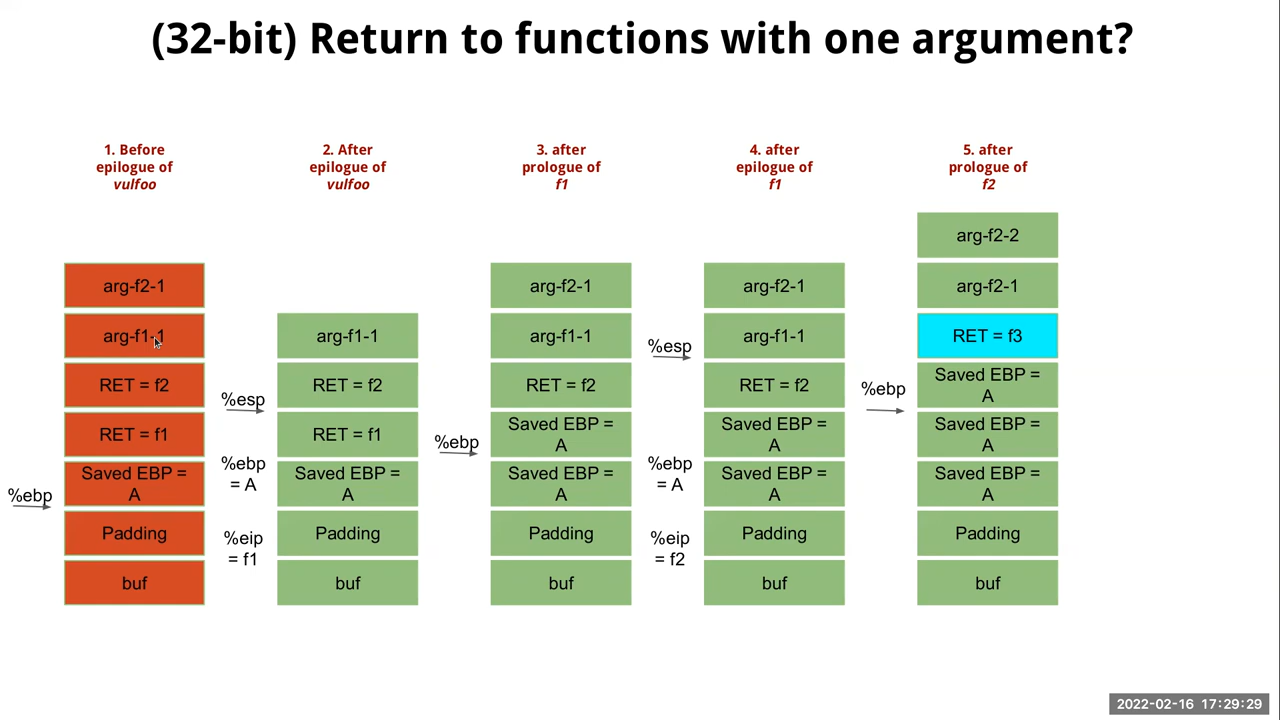 (32-bit) Return to functions with one argument?
1. Before
epilogue of
vulfoo
2. After
epilogue of
vulfoo
3. after
prologue of
f1
4. after
epilogue of
f1
5. after
prologue of
f2
arg-f2-1
arg-f1-1
RET = f2
RET = f1
Saved EBP =
A
Padding
buf
%ebp
%esp
%ebp
= A
%eip
= f1
arg-f1-1
RET = f2
RET = f1
Saved EBP =
A
Padding
buf
%ebp
arg-f2-1
arg-f1-1
RET = f2
Saved EBP =
A
Saved EBP =
A
Padding
buf
%esp
%ebp
= A
%eip
= f2
arg-f2-1
arg-f1-1
RET = f2
Saved EBP =
A
Saved EBP =
A
Padding
buf
%ebp
arg-f2-2
arg-f2-1
RET = f3
Saved EBP =
A
Saved EBP =
A
Saved EBP =
A
Padding
buf
2022-02-16 17:29:29